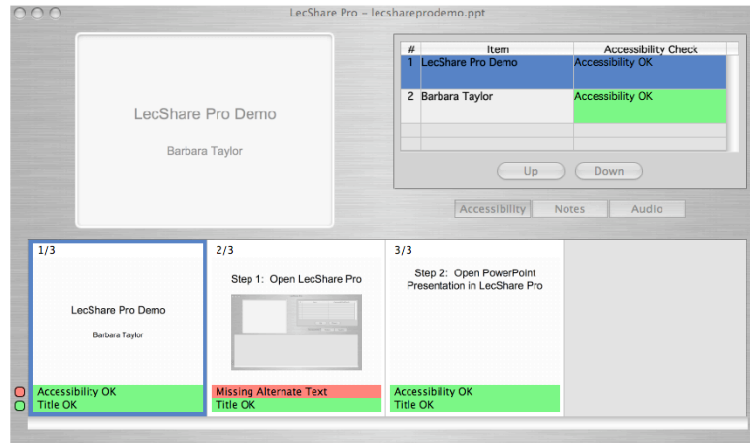 LecShare Pro – lecshareprodemo.ppt
LecShare Pro Demo
Barbara Taylor
# Item Accessibility Check
1 LecShare Pro Demo Accessibility OK
2 Barbara Taylor Accessibility OK
Up Down
Accessibility Notes Audio
1/3
LecShare Pro Demo
Barbara Taylor
Accessibility OK
Title OK
2/3
Step 1: Open LecShare Pro
Missing Alternate Text
Title OK
3/3
Step 2: Open PowerPoint
Presentation in LecShare Pro
Accessibility OK
Title OK